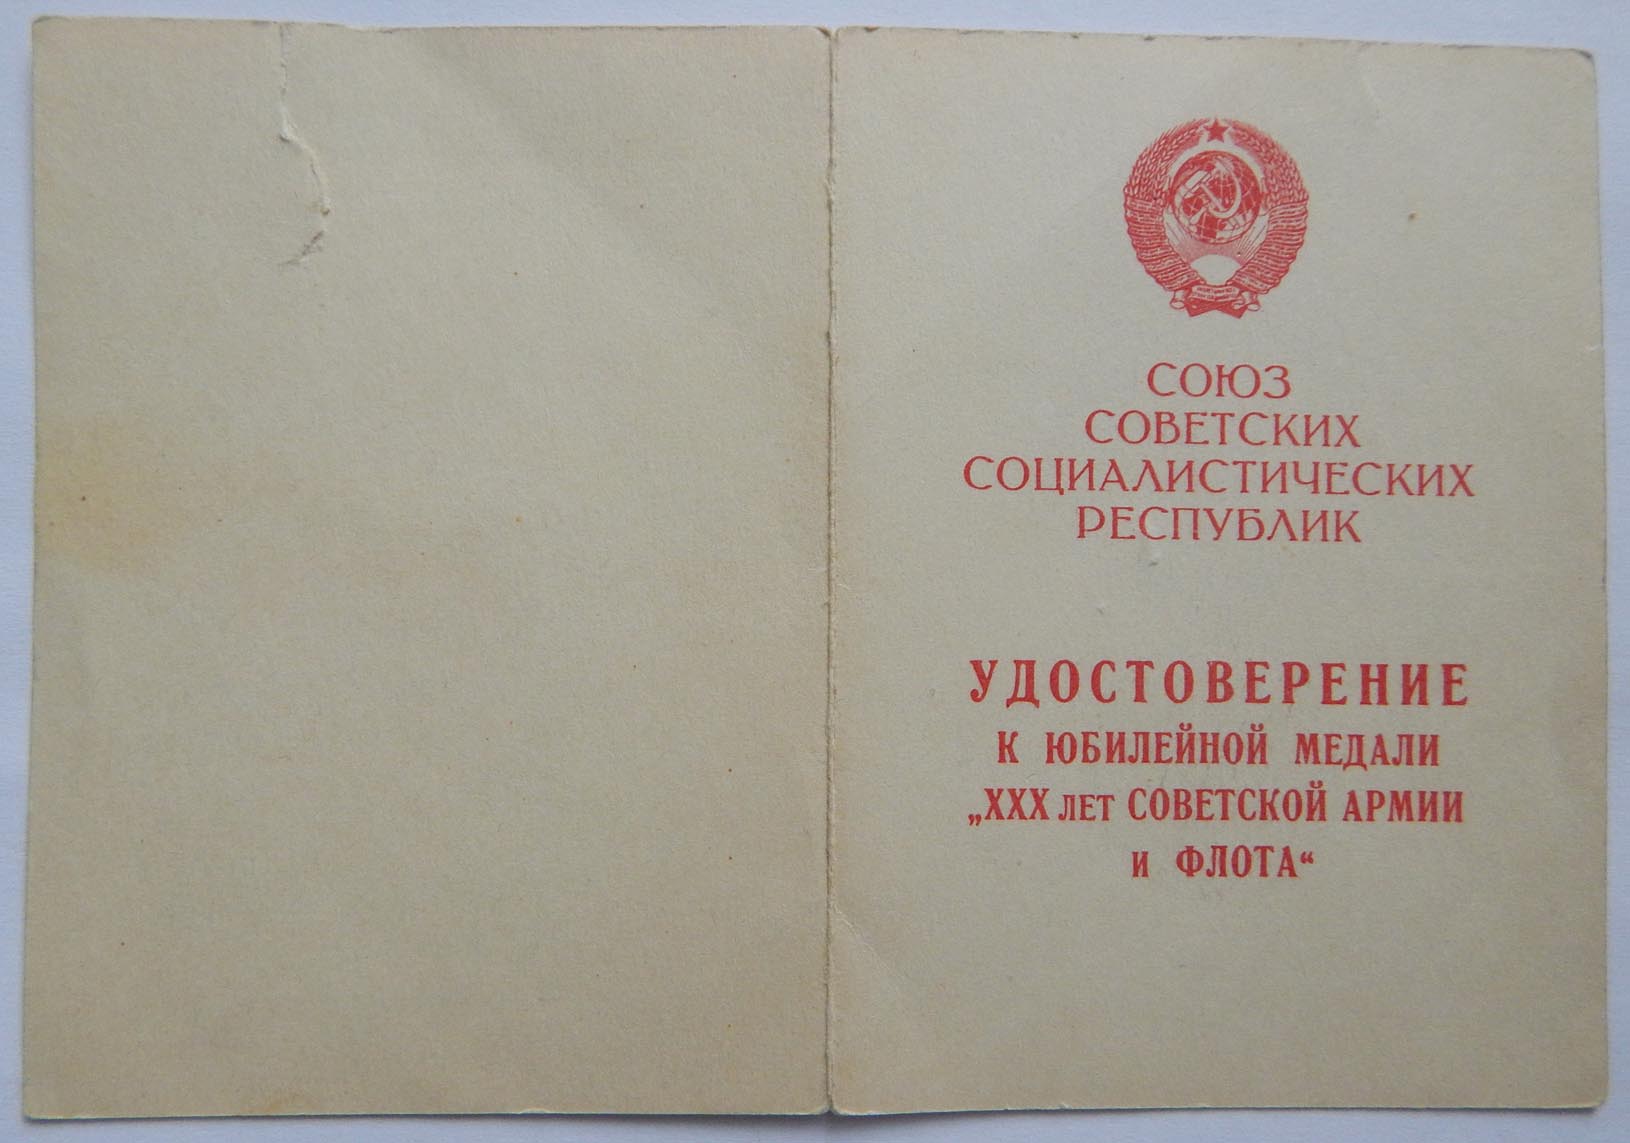 СОЮЗ
СОВЕТСКИХ
СОЦИАЛИСТИЧЕСКИХ
РЕСПУБЛИК
УДОСТОВЕРЕНИЕ
К ЮБИЛЕЙНОЙ МЕДАЛИ
„XXX ЛЕТ СОВЕТСКОЙ АРМИИ
И ФЛОТА“